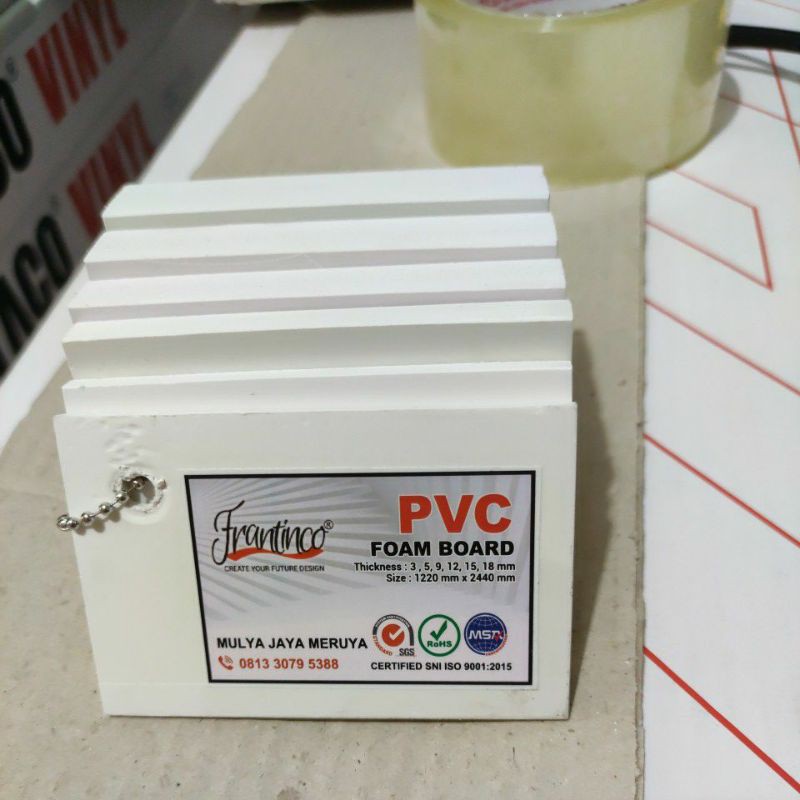 VINYL
VINYL
Frantinco®
CREATE YOUR FUTURE DESIGN
PVC
FOAM BOARD
Thickness : 3 , 5, 9, 12, 15, 18 mm
Size : 1220 mm x 2440 mm
MULYA JAYA MERUYA
0813 3079 5388
SGS
RoHS
MSA
CERTIFIED SNI ISO 9001:2015